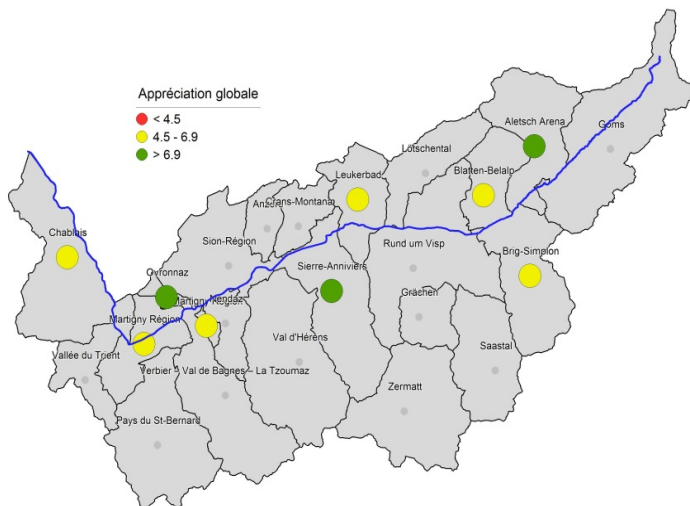 Appréciation globale
< 4.5
4.5 - 6.9
> 6.9
Aletsch Arena
Goms
Lötschental
Leukerbad
Blatten-Belalp
Anzère
Crans-Montana
Chablais
Sion-Région
Rund um Visp
Brig-Simplon
Sierre-Anniviers
Ovronnaz
Martigny Région
Nendaz
Grächen
Martigny Région
Val d'Hérens
Saastal
Vallée du Trient
Verbier - Val de Bagnes – La Tzoumaz
Zermatt
Pays du St-Bernard